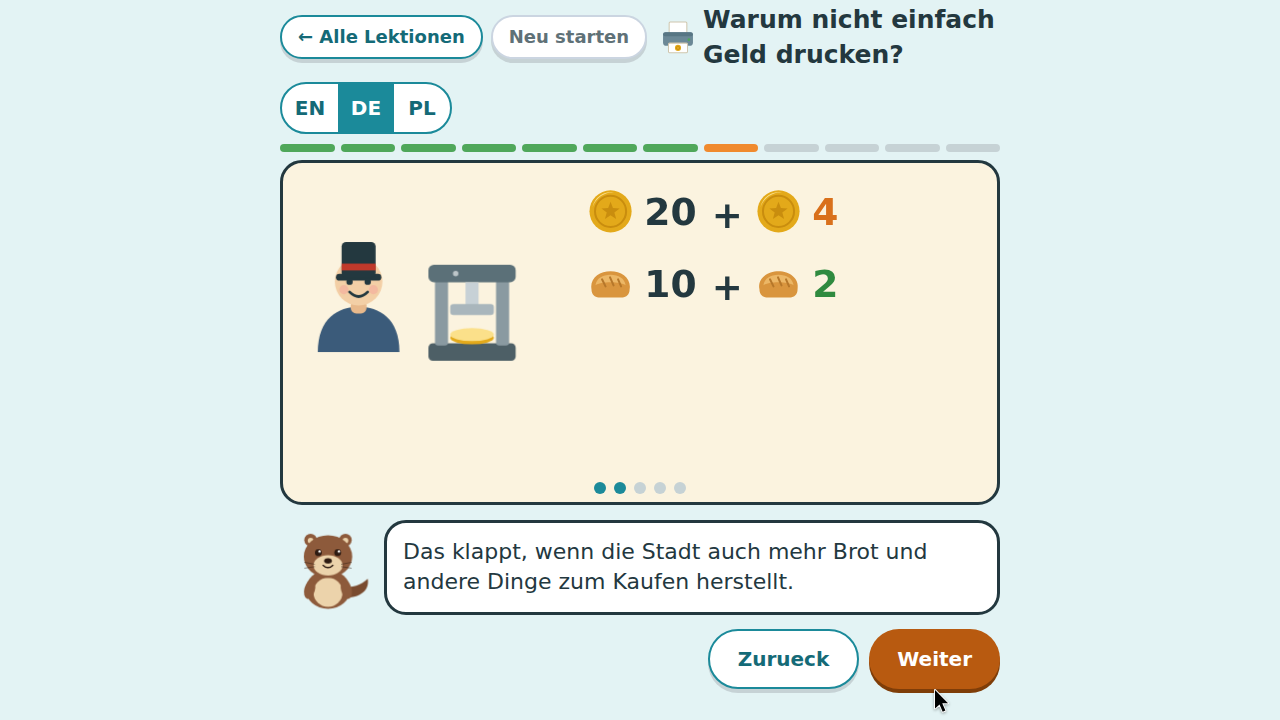 ← Alle Lektionen
Neu starten
Warum nicht einfach
Geld drucken?
EN DE PL
20 + 4
10 + 2
Das klappt, wenn die Stadt auch mehr Brot und
andere Dinge zum Kaufen herstellt.
Zurueck
Weiter